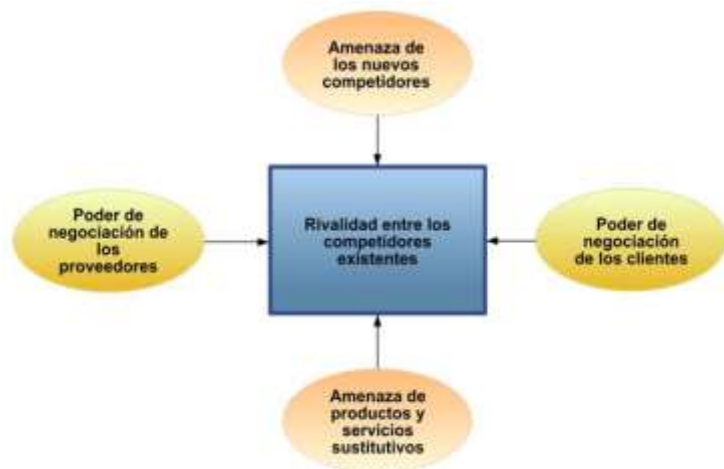 Amenaza de
los nuevos
competidores
Poder de
negociación de
los
proveedores
Rivalidad entre los
competidores
existentes
Poder de
negociación
de los clientes
Amenaza de
productos y
servicios
sustitutivos